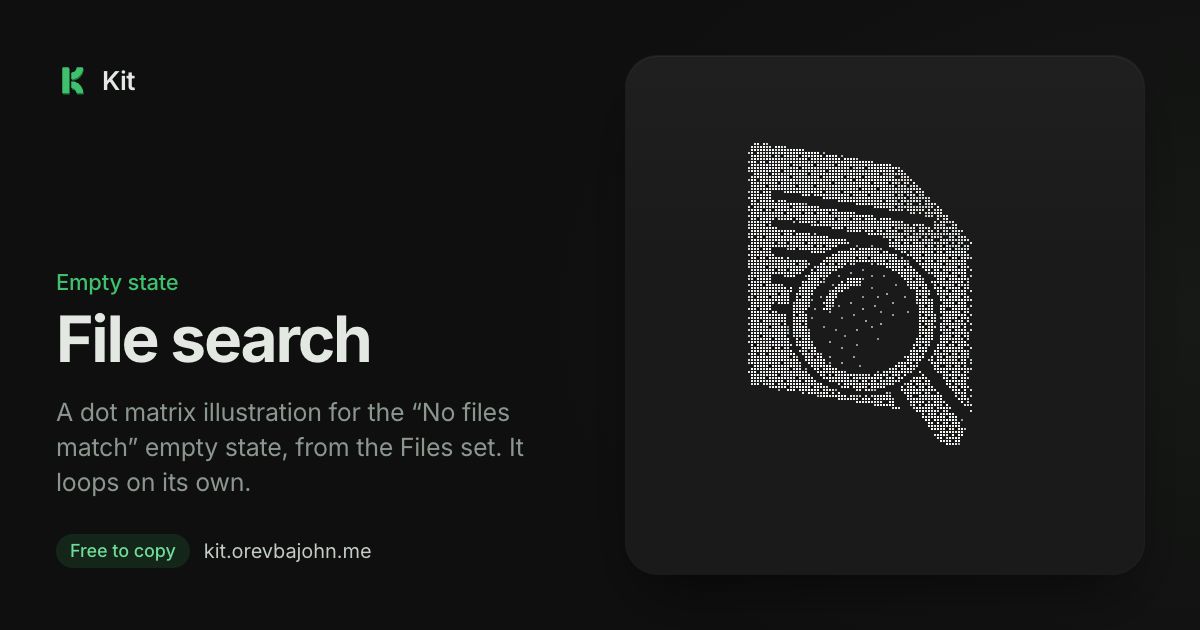 Kit
Empty state
File search
A dot matrix illustration for the “No files
match” empty state, from the Files set. It
loops on its own.
Free to copy
kit.orevbajohn.me